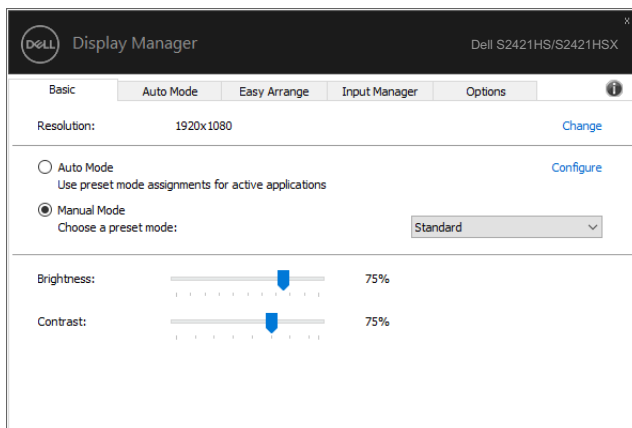 x
DELL Display Manager Dell S2421HS/S2421HSX
Basic Auto Mode Easy Arrange Input Manager Options i
Resolution: 1920x1080 Change
Auto Mode Configure
Use preset mode assignments for active applications
Manual Mode
Choose a preset mode: Standard
Brightness: 75%
Contrast: 75%